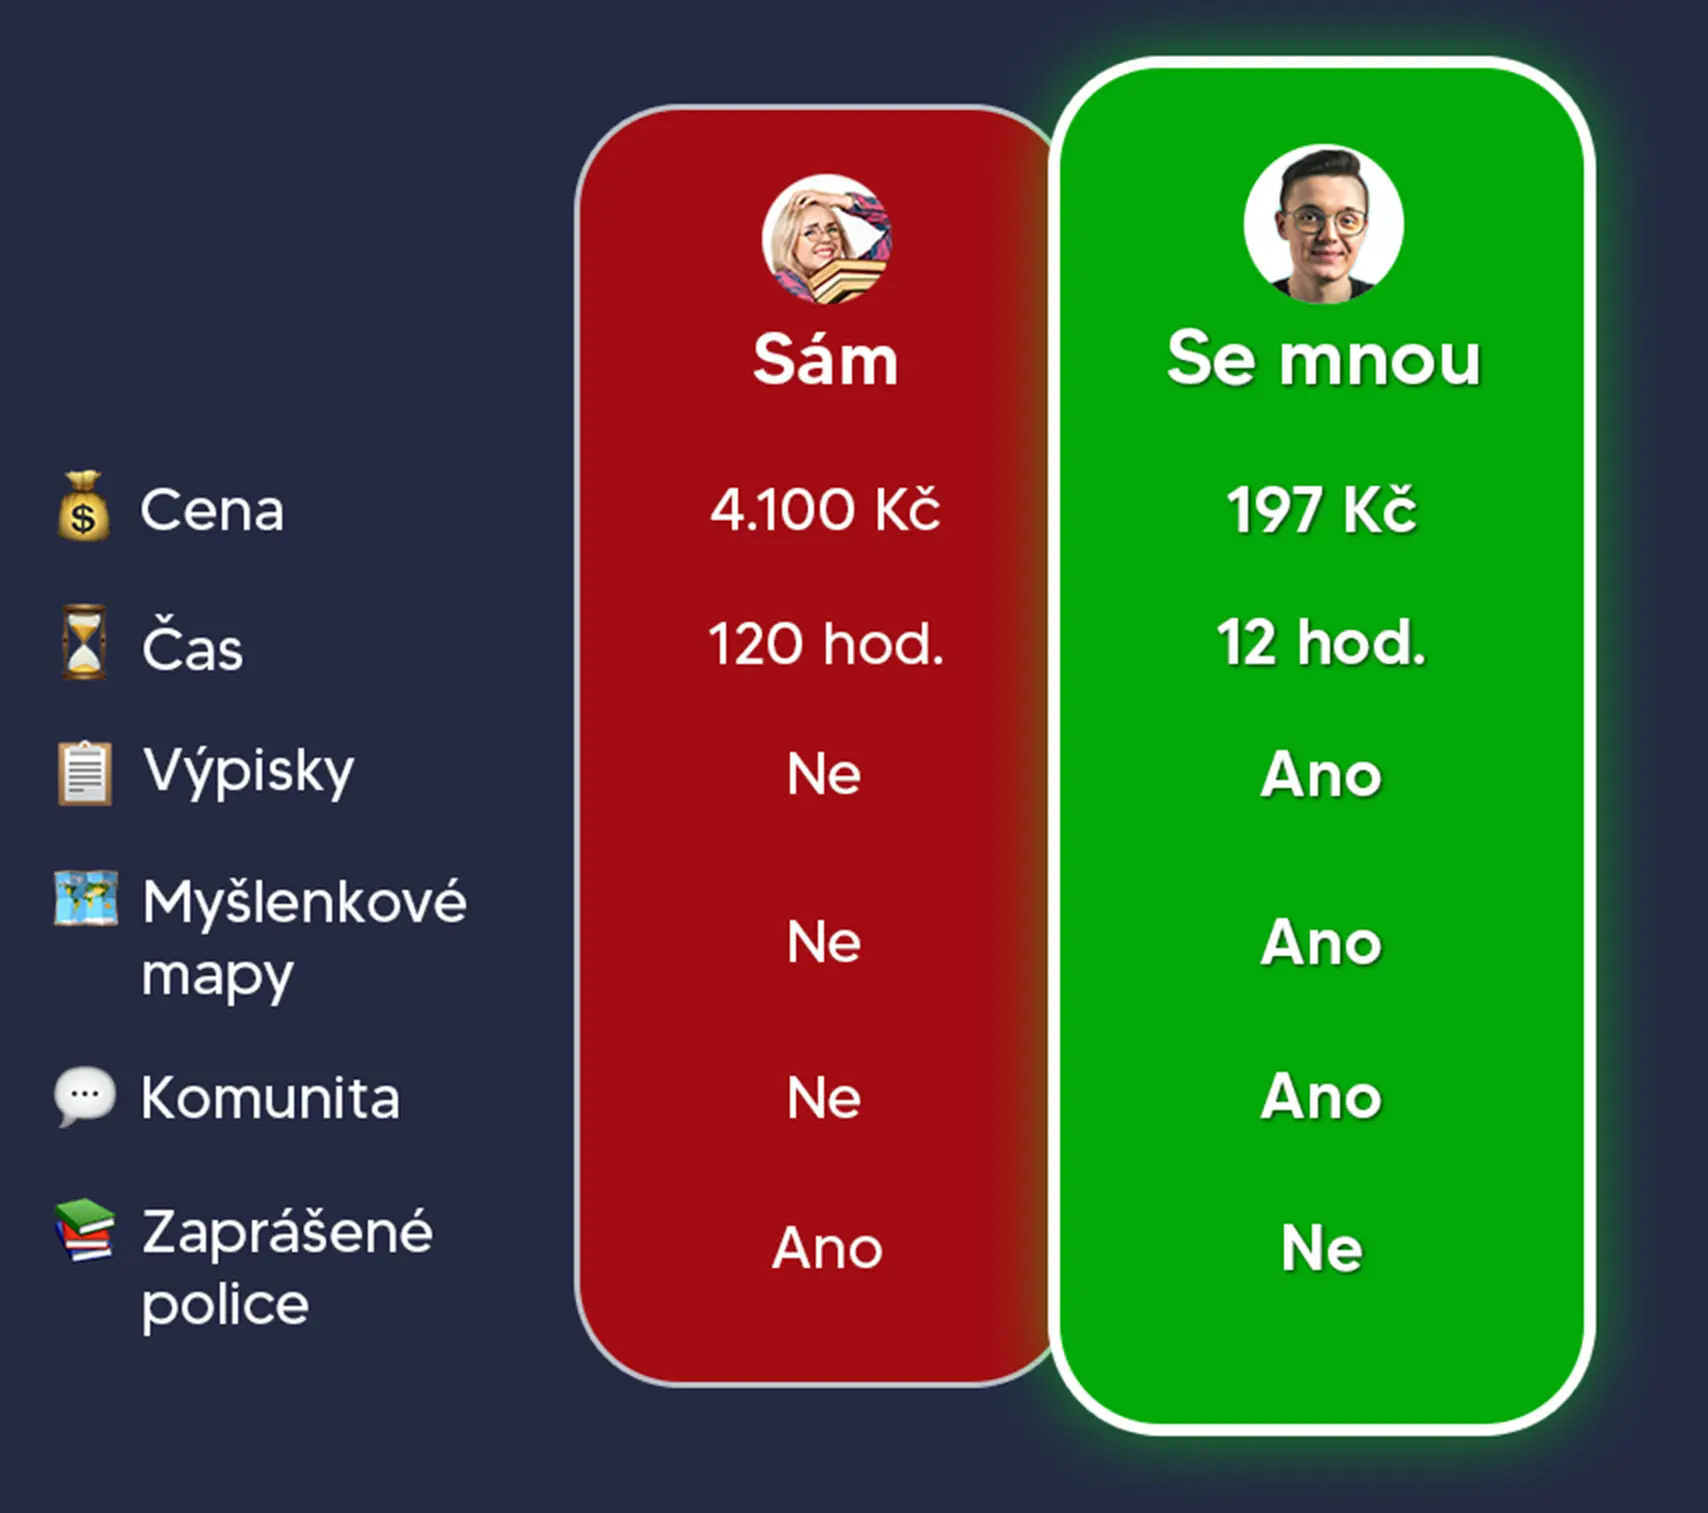 Sám
Se mnou
Cena
4.100 Kč
197 Kč
Čas
120 hod.
12 hod.
Výpisky
Ne
Ano
Myšlenkové
mapy
Ne
Ano
Komunita
Ne
Ano
Zaprášené
police
Ano
Ne